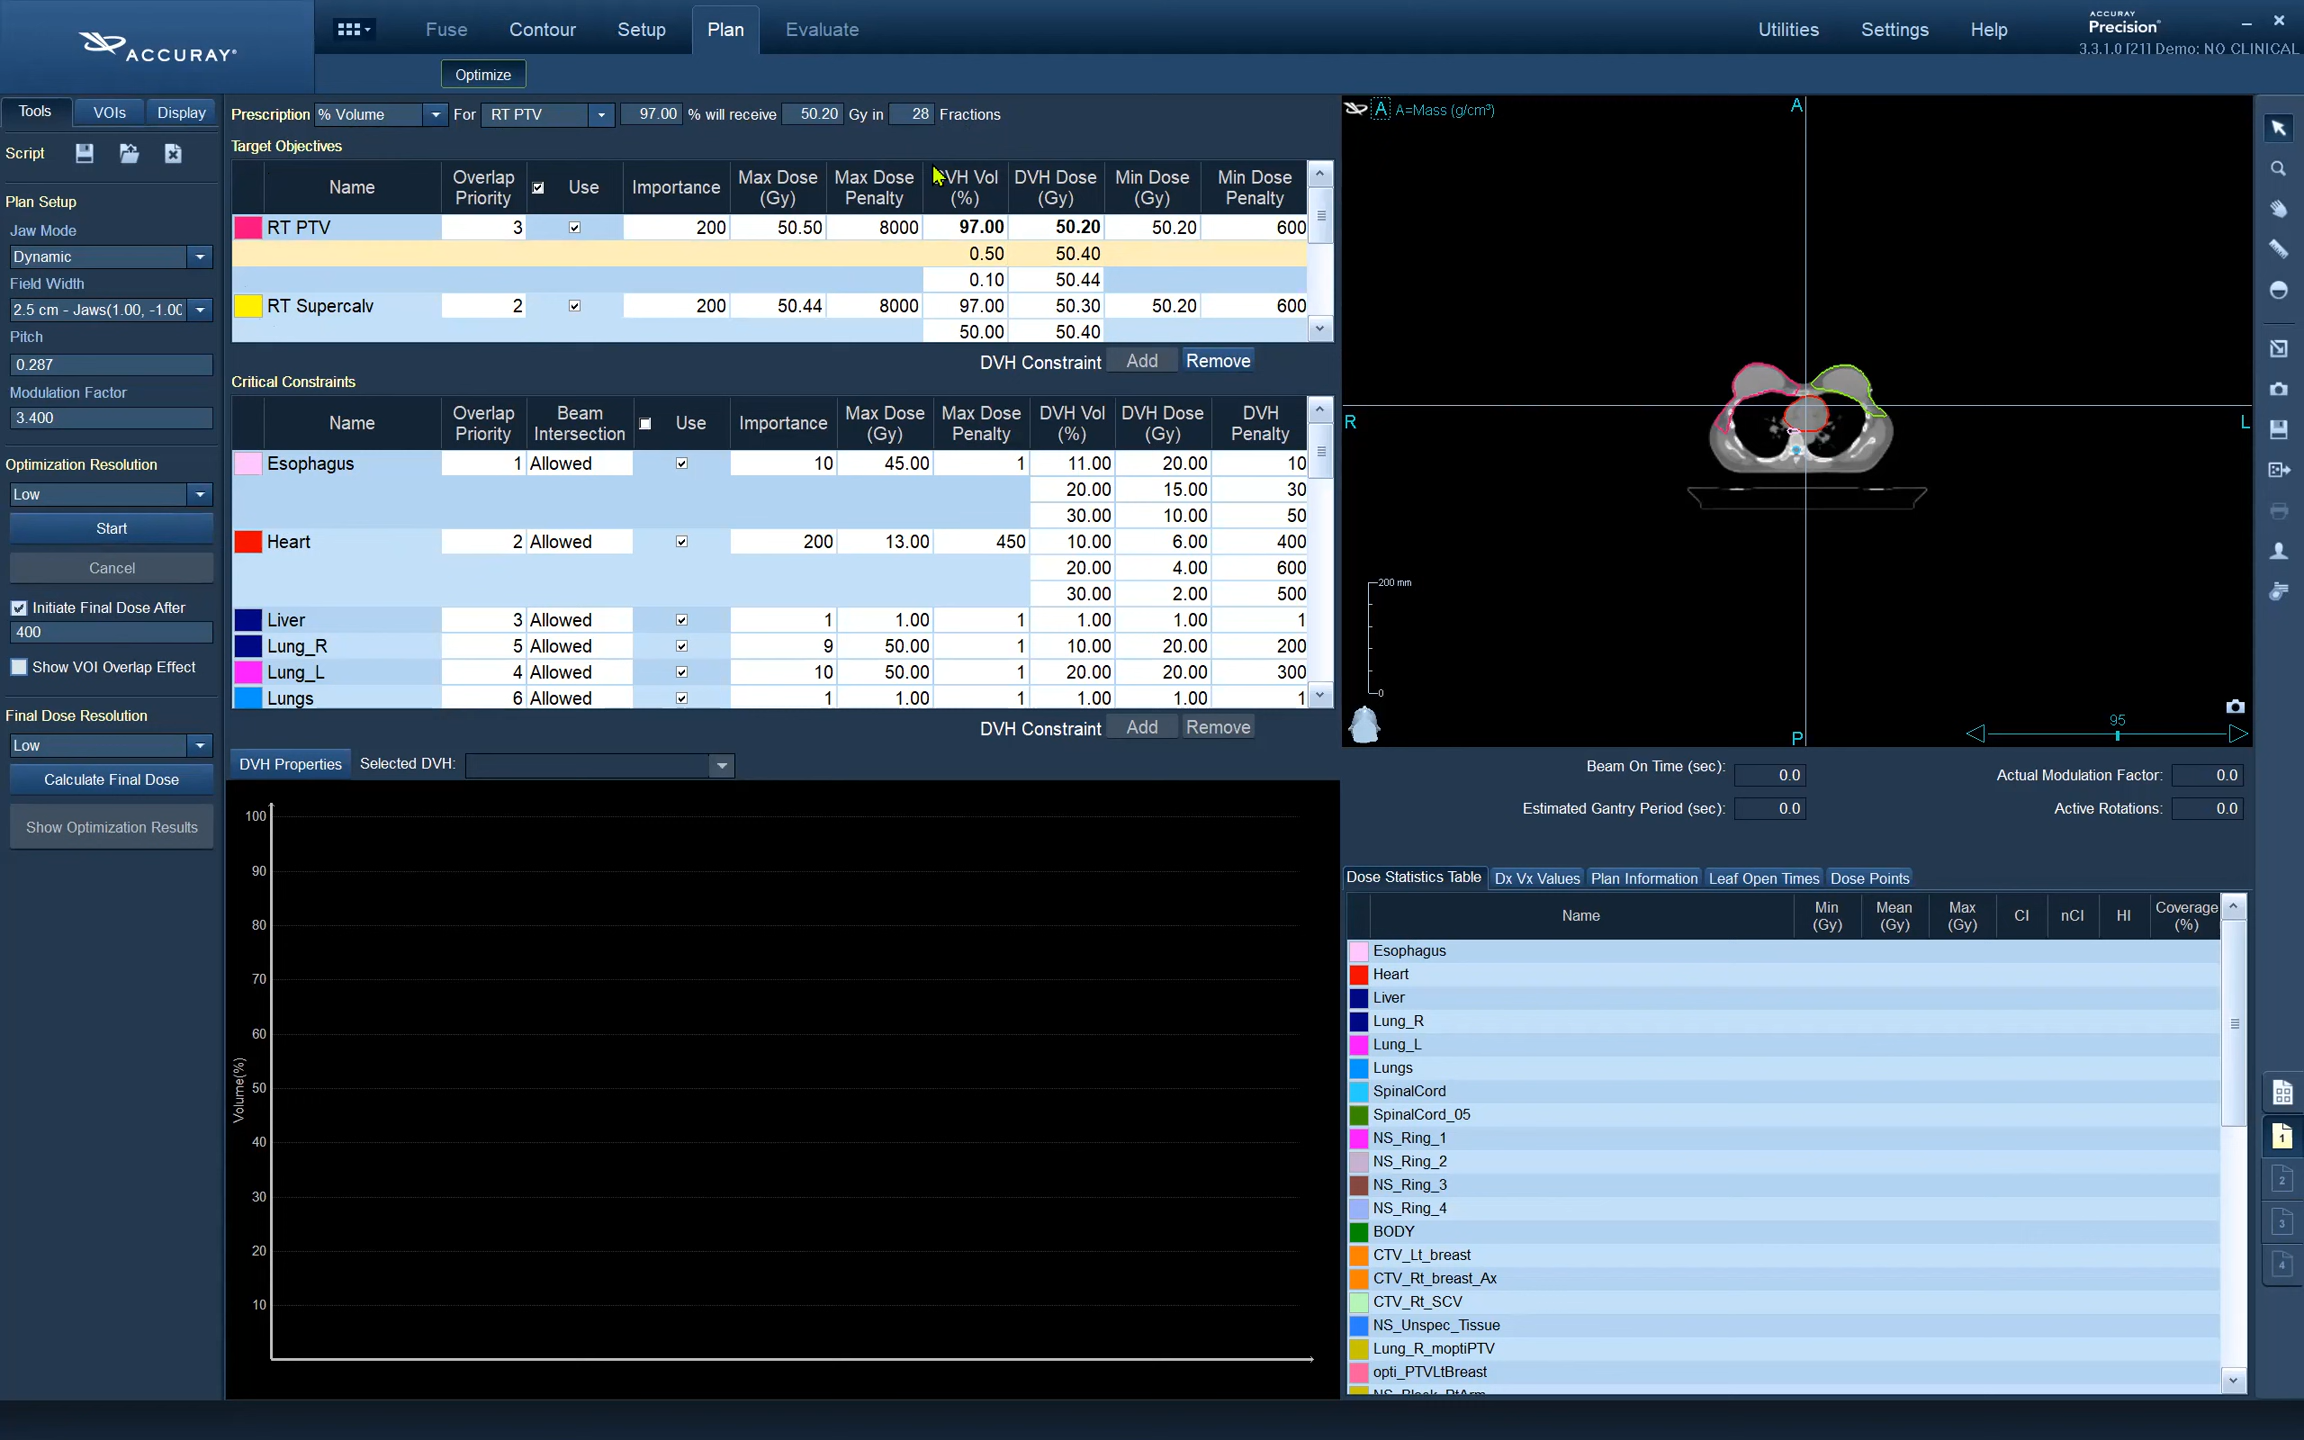 ACCURAY
Fuse Contour Setup Plan Evaluate Utilities Settings Help
ACCURAY Precision
3.3.1.0 [21] Demo: NO CLINICAL
Optimize
Tools VOIs Display
Prescription % Volume For RT PTV 97.00 % will receive 50.20 Gy in 28 Fractions
Script
Plan Setup
Jaw Mode
Dynamic
Field Width
2.5 cm - Jaws(1.00, -1.00
Pitch
0.287
Modulation Factor
3.400
Optimization Resolution
Low
Start
Cancel
Initiate Final Dose After
400
Show VOI Overlap Effect
Final Dose Resolution
Low
Calculate Final Dose
Show Optimization Results
Target Objectives
Name Overlap Priority Use Importance Max Dose (Gy) Max Dose Penalty VH Vol (%) DVH Dose (Gy) Min Dose (Gy) Min Dose Penalty
RT PTV 3 200 50.50 8000 97.00 50.20 50.20 600
0.50 50.40
0.10 50.44
RT Supercalv 2 200 50.44 8000 97.00 50.30 50.20 600
50.00 50.40
DVH Constraint Add Remove
Critical Constraints
Name Overlap Priority Beam Intersection Use Importance Max Dose (Gy) Max Dose Penalty DVH Vol (%) DVH Dose (Gy) DVH Penalty
Esophagus 1 Allowed 10 45.00 1 11.00 20.00 10
20.00 15.00 30
30.00 10.00 50
Heart 2 Allowed 200 13.00 450 10.00 6.00 400
20.00 4.00 600
30.00 2.00 500
Liver 3 Allowed 1 1.00 1 1.00 1.00 1
Lung_R 5 Allowed 9 50.00 1 10.00 20.00 200
Lung_L 4 Allowed 10 50.00 1 20.00 20.00 300
Lungs 6 Allowed 1 1.00 1 1.00 1.00 1
DVH Constraint Add Remove
DVH Properties Selected DVH:
100
90
80
70
60
50
40
30
20
10
Volume(%)
A A=Mass (g/cm³)
A
R
L
P
200 mm
0
95
Beam On Time (sec): 0.0 Actual Modulation Factor: 0.0
Estimated Gantry Period (sec): 0.0 Active Rotations: 0.0
Dose Statistics Table Dx Vx Values Plan Information Leaf Open Times Dose Points
Name Min (Gy) Mean (Gy) Max (Gy) CI nCI HI Coverage (%)
Esophagus
Heart
Liver
Lung_R
Lung_L
Lungs
SpinalCord
SpinalCord_05
NS_Ring_1
NS_Ring_2
NS_Ring_3
NS_Ring_4
BODY
CTV_Lt_breast
CTV_Rt_breast_Ax
CTV_Rt_SCV
NS_Unspec_Tissue
Lung_R_moptiPTV
opti_PTVLtBreast
1
2
3
4